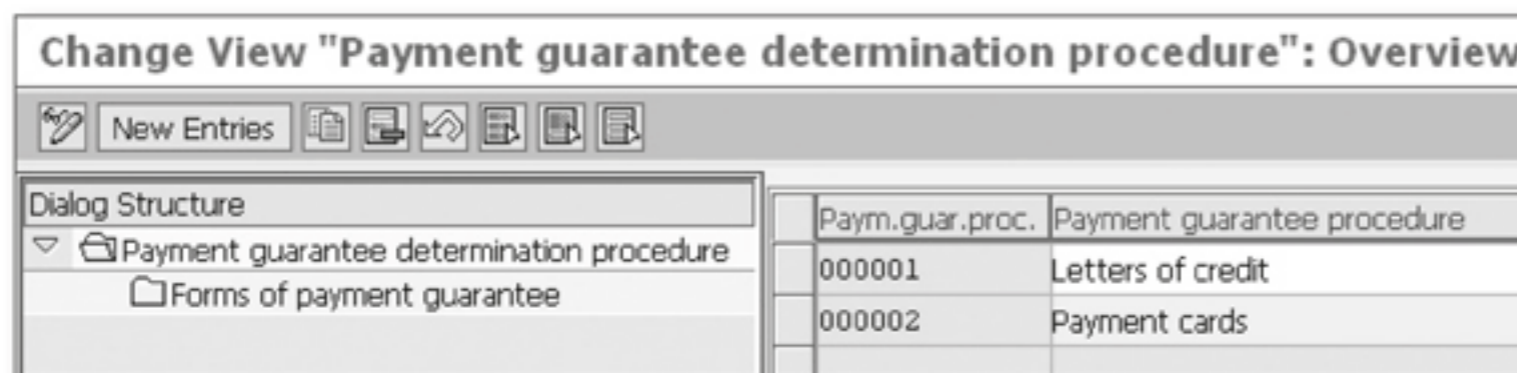 Change View "Payment guarantee determination procedure": Overview
New Entries
Dialog Structure
Payment guarantee determination procedure
Forms of payment guarantee
Paym.guar.proc. Payment guarantee procedure
000001 Letters of credit
000002 Payment cards